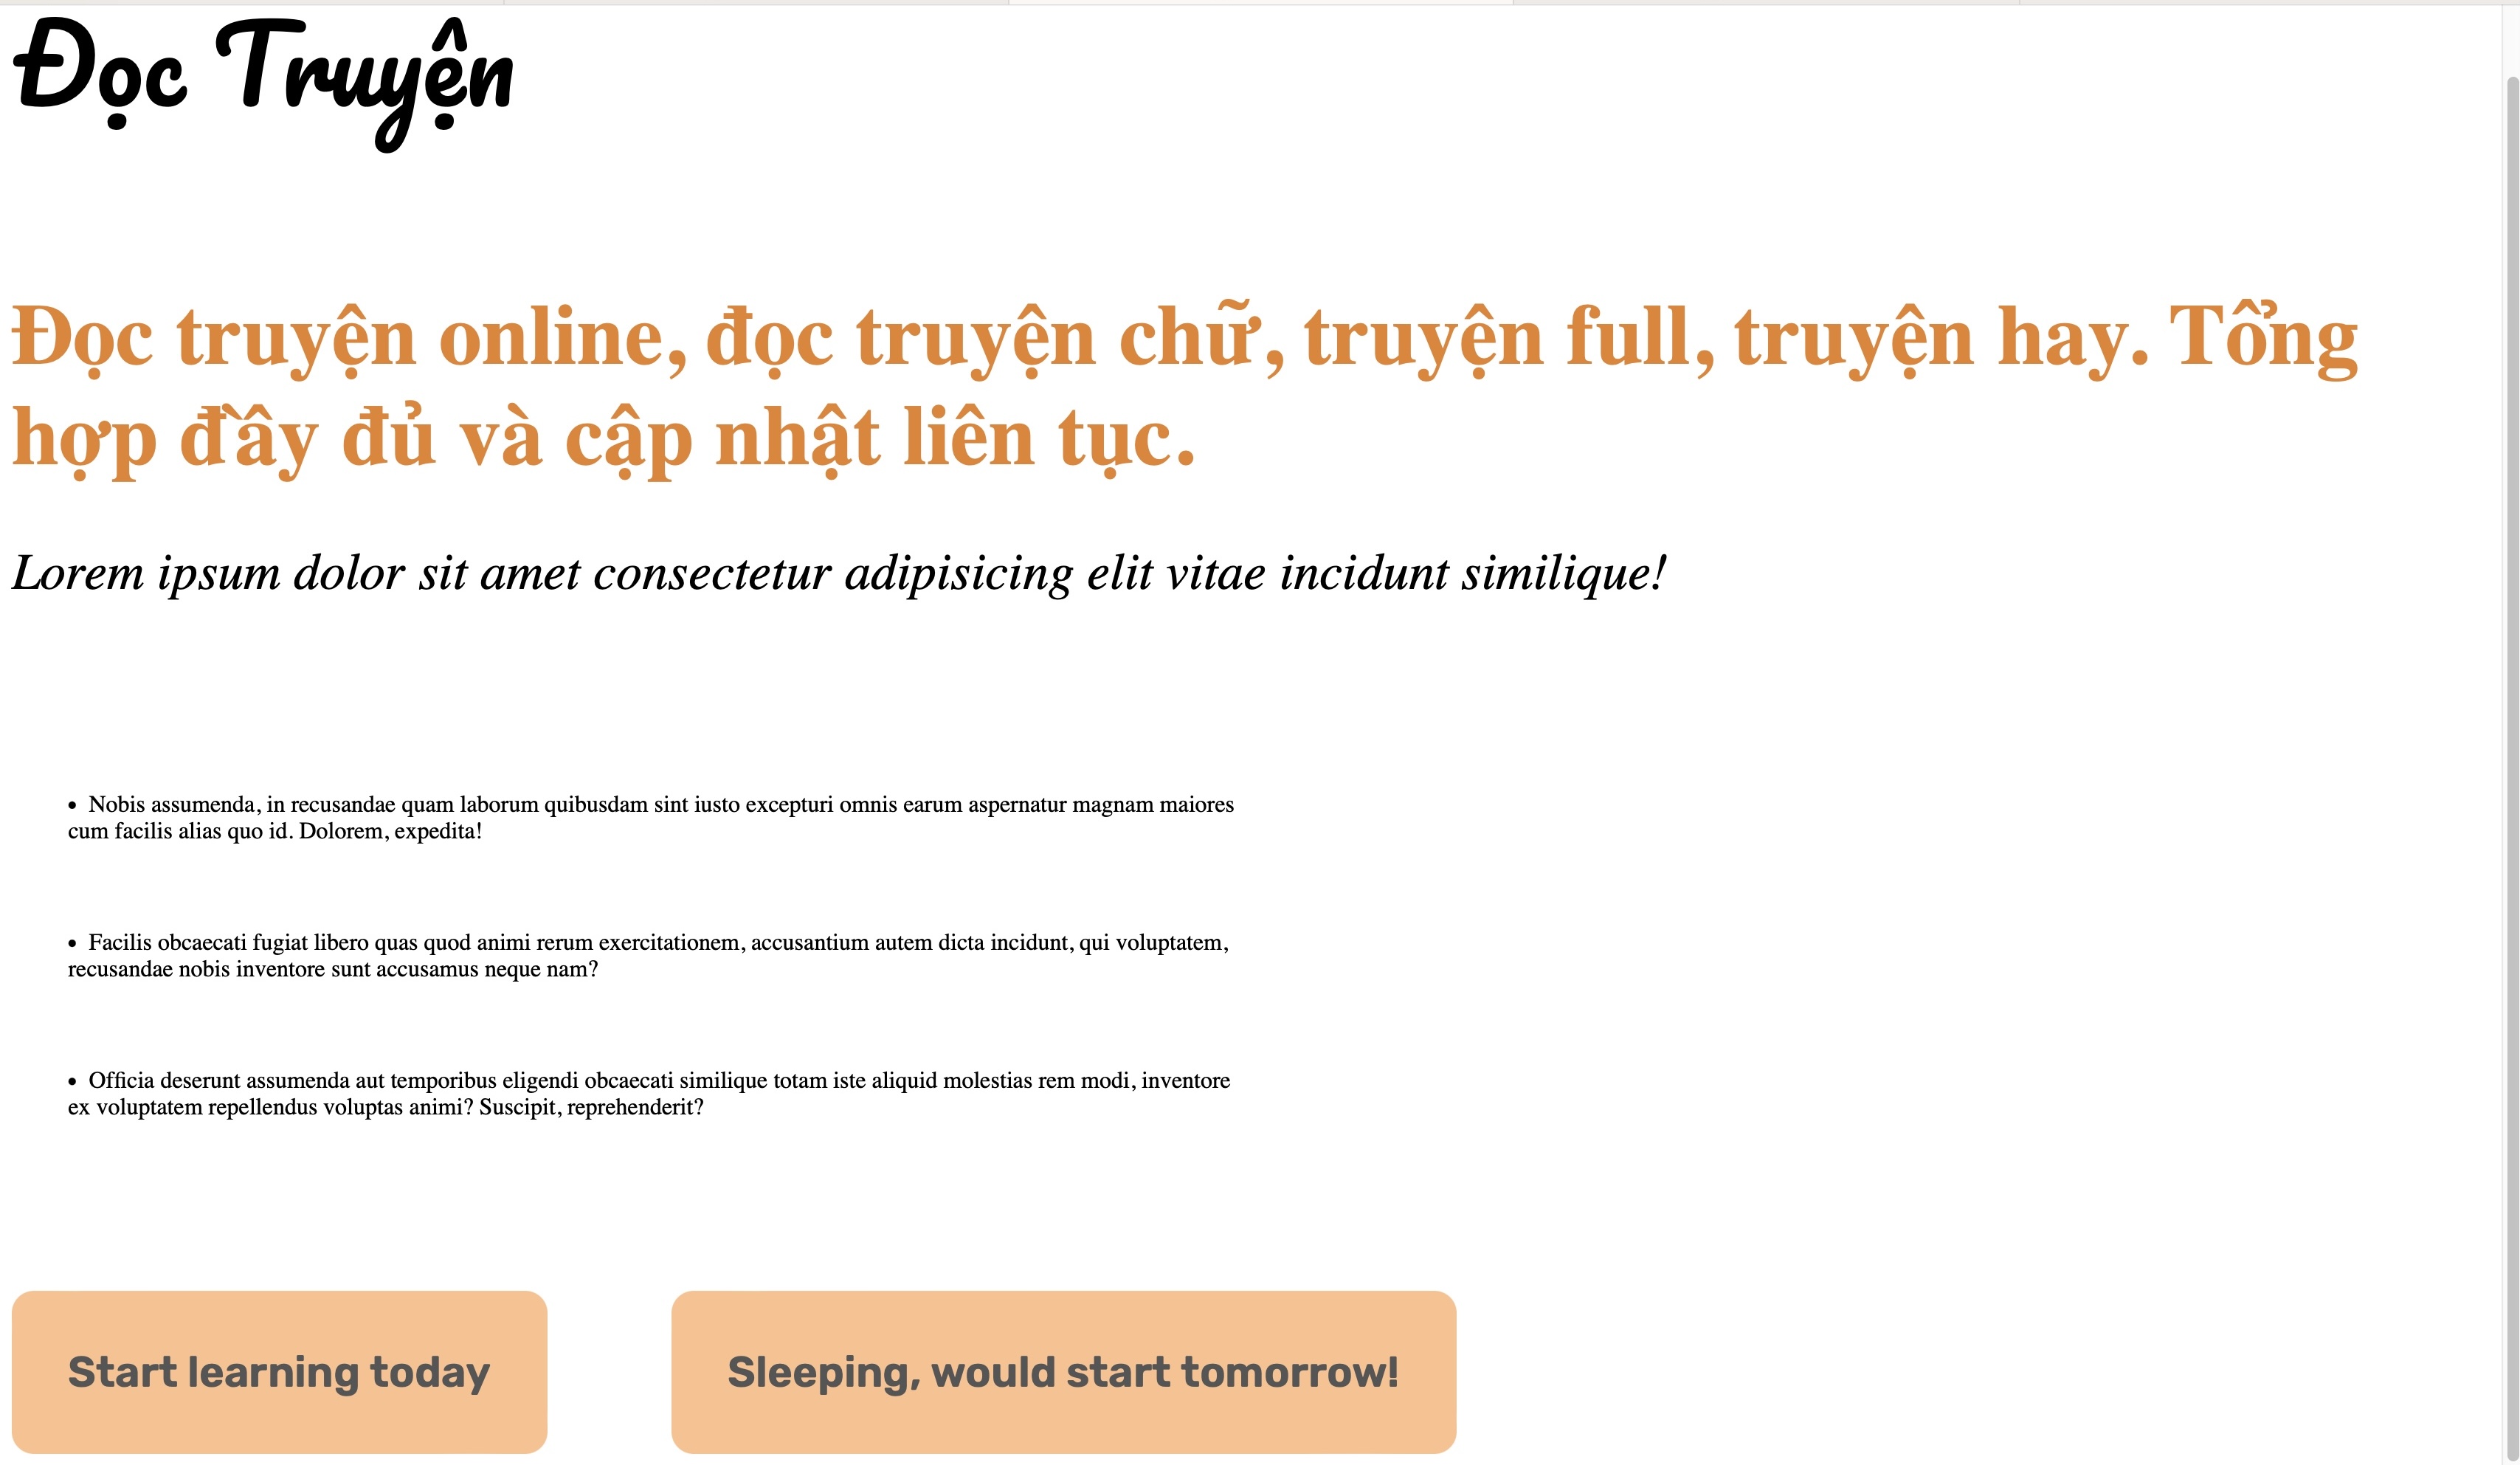 Đọc Truyện
Đọc truyện online, đọc truyện chữ, truyện full, truyện hay. Tổng
hợp đầy đủ và cập nhật liên tục.
Lorem ipsum dolor sit amet consectetur adipisicing elit vitae incidunt similique!
• Nobis assumenda, in recusandae quam laborum quibusdam sint iusto excepturi omnis earum aspernatur magnam maiores
cum facilis alias quo id. Dolorem, expedita!
• Facilis obcaecati fugiat libero quas quod animi rerum exercitationem, accusantium autem dicta incidunt, qui voluptatem,
recusandae nobis inventore sunt accusamus neque nam?
• Officia deserunt assumenda aut temporibus eligendi obcaecati similique totam iste aliquid molestias rem modi, inventore
ex voluptatem repellendus voluptas animi? Suscipit, reprehenderit?
Start learning today
Sleeping, would start tomorrow!